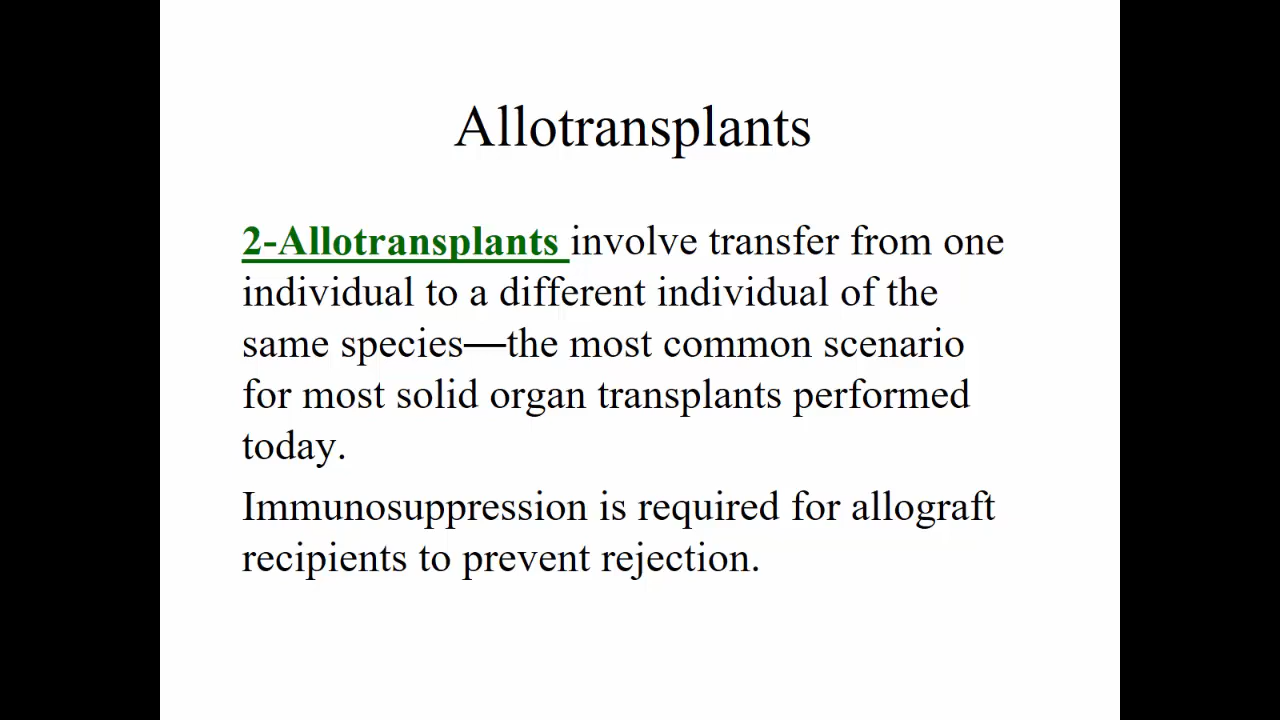 Allotransplants
2-Allotransplants involve transfer from one
individual to a different individual of the
same species—the most common scenario
for most solid organ transplants performed
today.
Immunosuppression is required for allograft
recipients to prevent rejection.